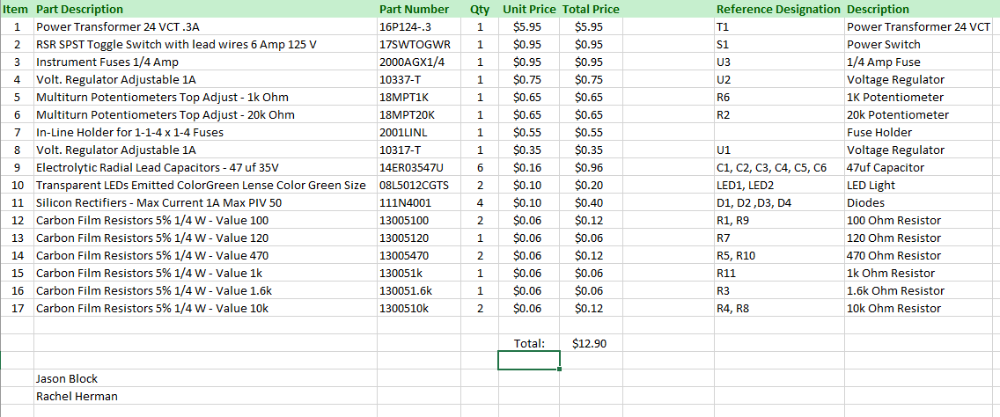 Item Part Description Part Number Qty Unit Price Total Price Reference Designation Description
1 Power Transformer 24 VCT .3A 16P124-.3 1 $5.95 $5.95 T1 Power Transformer 24 VCT
2 RSR SPST Toggle Switch with lead wires 6 Amp 125 V 17SWTOGWR 1 $0.95 $0.95 S1 Power Switch
3 Instrument Fuses 1/4 Amp 2000AGX1/4 1 $0.95 $0.95 U3 1/4 Amp Fuse
4 Volt. Regulator Adjustable 1A 10337-T 1 $0.75 $0.75 U2 Voltage Regulator
5 Multiturn Potentiometers Top Adjust - 1k Ohm 18MPT1K 1 $0.65 $0.65 R6 1K Potentiometer
6 Multiturn Potentiometers Top Adjust - 20k Ohm 18MPT20K 1 $0.65 $0.65 R2 20k Potentiometer
7 In-Line Holder for 1-1-4 x 1-4 Fuses 2001LINL 1 $0.55 $0.55 Fuse Holder
8 Volt. Regulator Adjustable 1A 10317-T 1 $0.35 $0.35 U1 Voltage Regulator
9 Electrolytic Radial Lead Capacitors - 47 uf 35V 14ER03547U 6 $0.16 $0.96 C1, C2, C3, C4, C5, C6 47uf Capacitor
10 Transparent LEDs Emitted ColorGreen Lense Color Green Size 08L5012CGTS 2 $0.10 $0.20 LED1, LED2 LED Light
11 Silicon Rectifiers - Max Current 1A Max PIV 50 111N4001 4 $0.10 $0.40 D1, D2 ,D3, D4 Diodes
12 Carbon Film Resistors 5% 1/4 W - Value 100 13005100 2 $0.06 $0.12 R1, R9 100 Ohm Resistor
13 Carbon Film Resistors 5% 1/4 W - Value 120 13005120 1 $0.06 $0.06 R7 120 Ohm Resistor
14 Carbon Film Resistors 5% 1/4 W - Value 470 13005470 2 $0.06 $0.12 R5, R10 470 Ohm Resistor
15 Carbon Film Resistors 5% 1/4 W - Value 1k 130051k 1 $0.06 $0.06 R11 1k Ohm Resistor
16 Carbon Film Resistors 5% 1/4 W - Value 1.6k 130051.6k 1 $0.06 $0.06 R3 1.6k Ohm Resistor
17 Carbon Film Resistors 5% 1/4 W - Value 10k 1300510k 2 $0.06 $0.12 R4, R8 10k Ohm Resistor
Total: $12.90
Jason Block
Rachel Herman